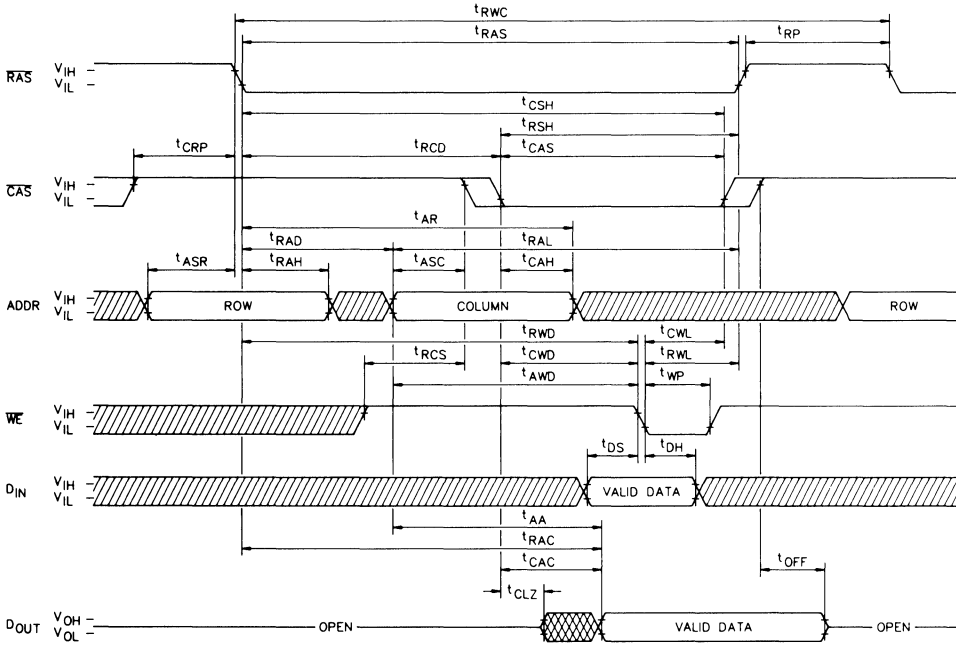 tRWC
tRAS tRP
RAS VIH
VIL
tCSH
tRSH
tCRP tRCD tCAS
CAS VIH
VIL
tAR
tRAD tRAL
tASR tRAH tASC tCAH
ADDR VIH
VIL ROW COLUMN ROW
tRWD tCWL
tRCS tCWD tRWL
tAWD tWP
WE VIH
VIL
tDS tDH
DIN VIH
VIL VALID DATA
tAA
tRAC
tCAC tOFF
tCLZ
DOUT VOH
VOL OPEN VALID DATA OPEN